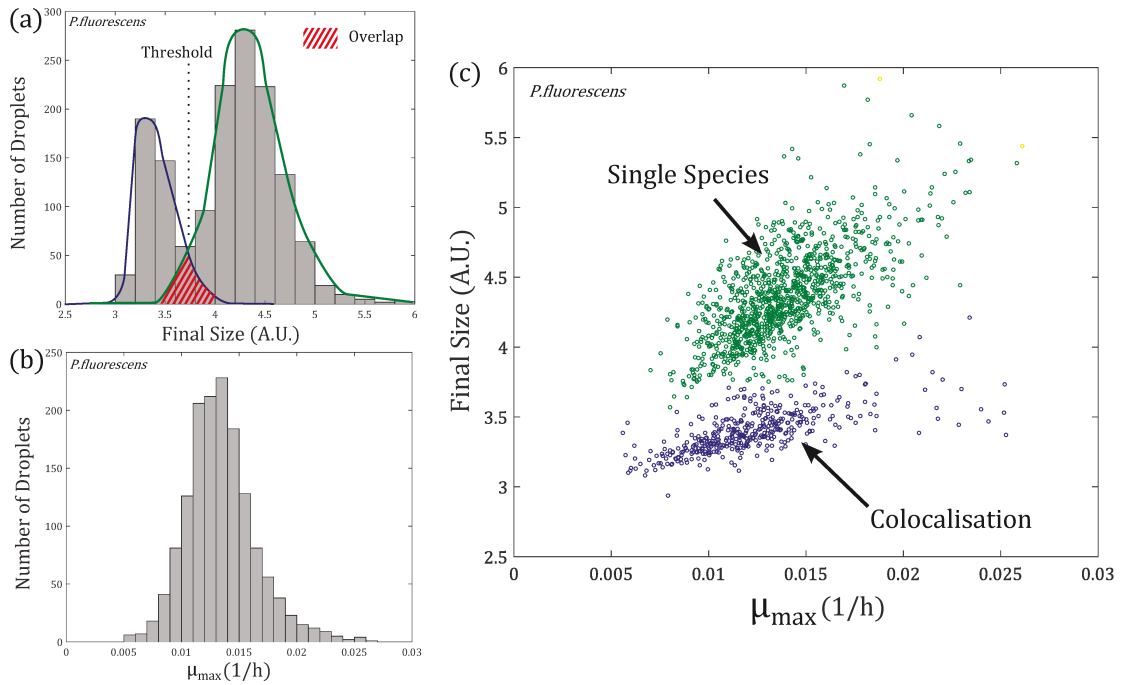 (a)
P.fluorescens
Threshold
Overlap
Number of Droplets
300
250
200
150
100
50
0
2.5 3 3.5 4 4.5 5 5.5 6
Final Size (A.U.)
(b)
P.fluorescens
Number of Droplets
250
200
150
100
50
0
0 0.005 0.01 0.015 0.02 0.025 0.03
μmax (1/h)
(c)
P.fluorescens
Single Species
Colocalisation
Final Size (A.U.)
6
5.5
5
4.5
4
3.5
3
2.5
0 0.005 0.01 0.015 0.02 0.025 0.03
μmax (1/h)